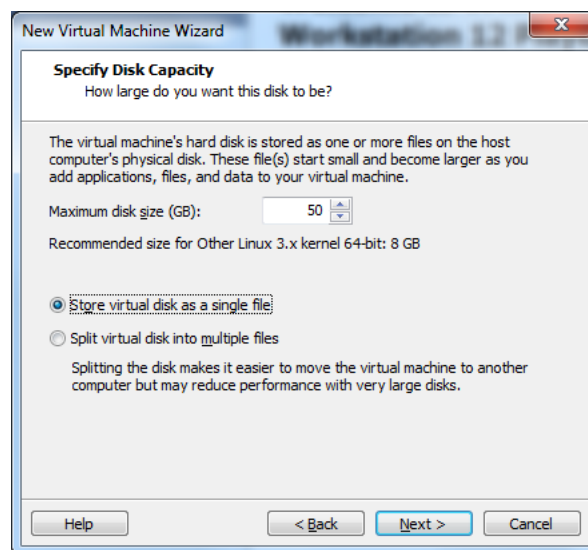 New Virtual Machine Wizard
Workstation 12 Play
Specify Disk Capacity
How large do you want this disk to be?
The virtual machine's hard disk is stored as one or more files on the host
computer's physical disk. These file(s) start small and become larger as you
add applications, files, and data to your virtual machine.
Maximum disk size (GB): 50
Recommended size for Other Linux 3.x kernel 64-bit: 8 GB
Store virtual disk as a single file
Split virtual disk into multiple files
Splitting the disk makes it easier to move the virtual machine to another
computer but may reduce performance with very large disks.
Help < Back Next > Cancel